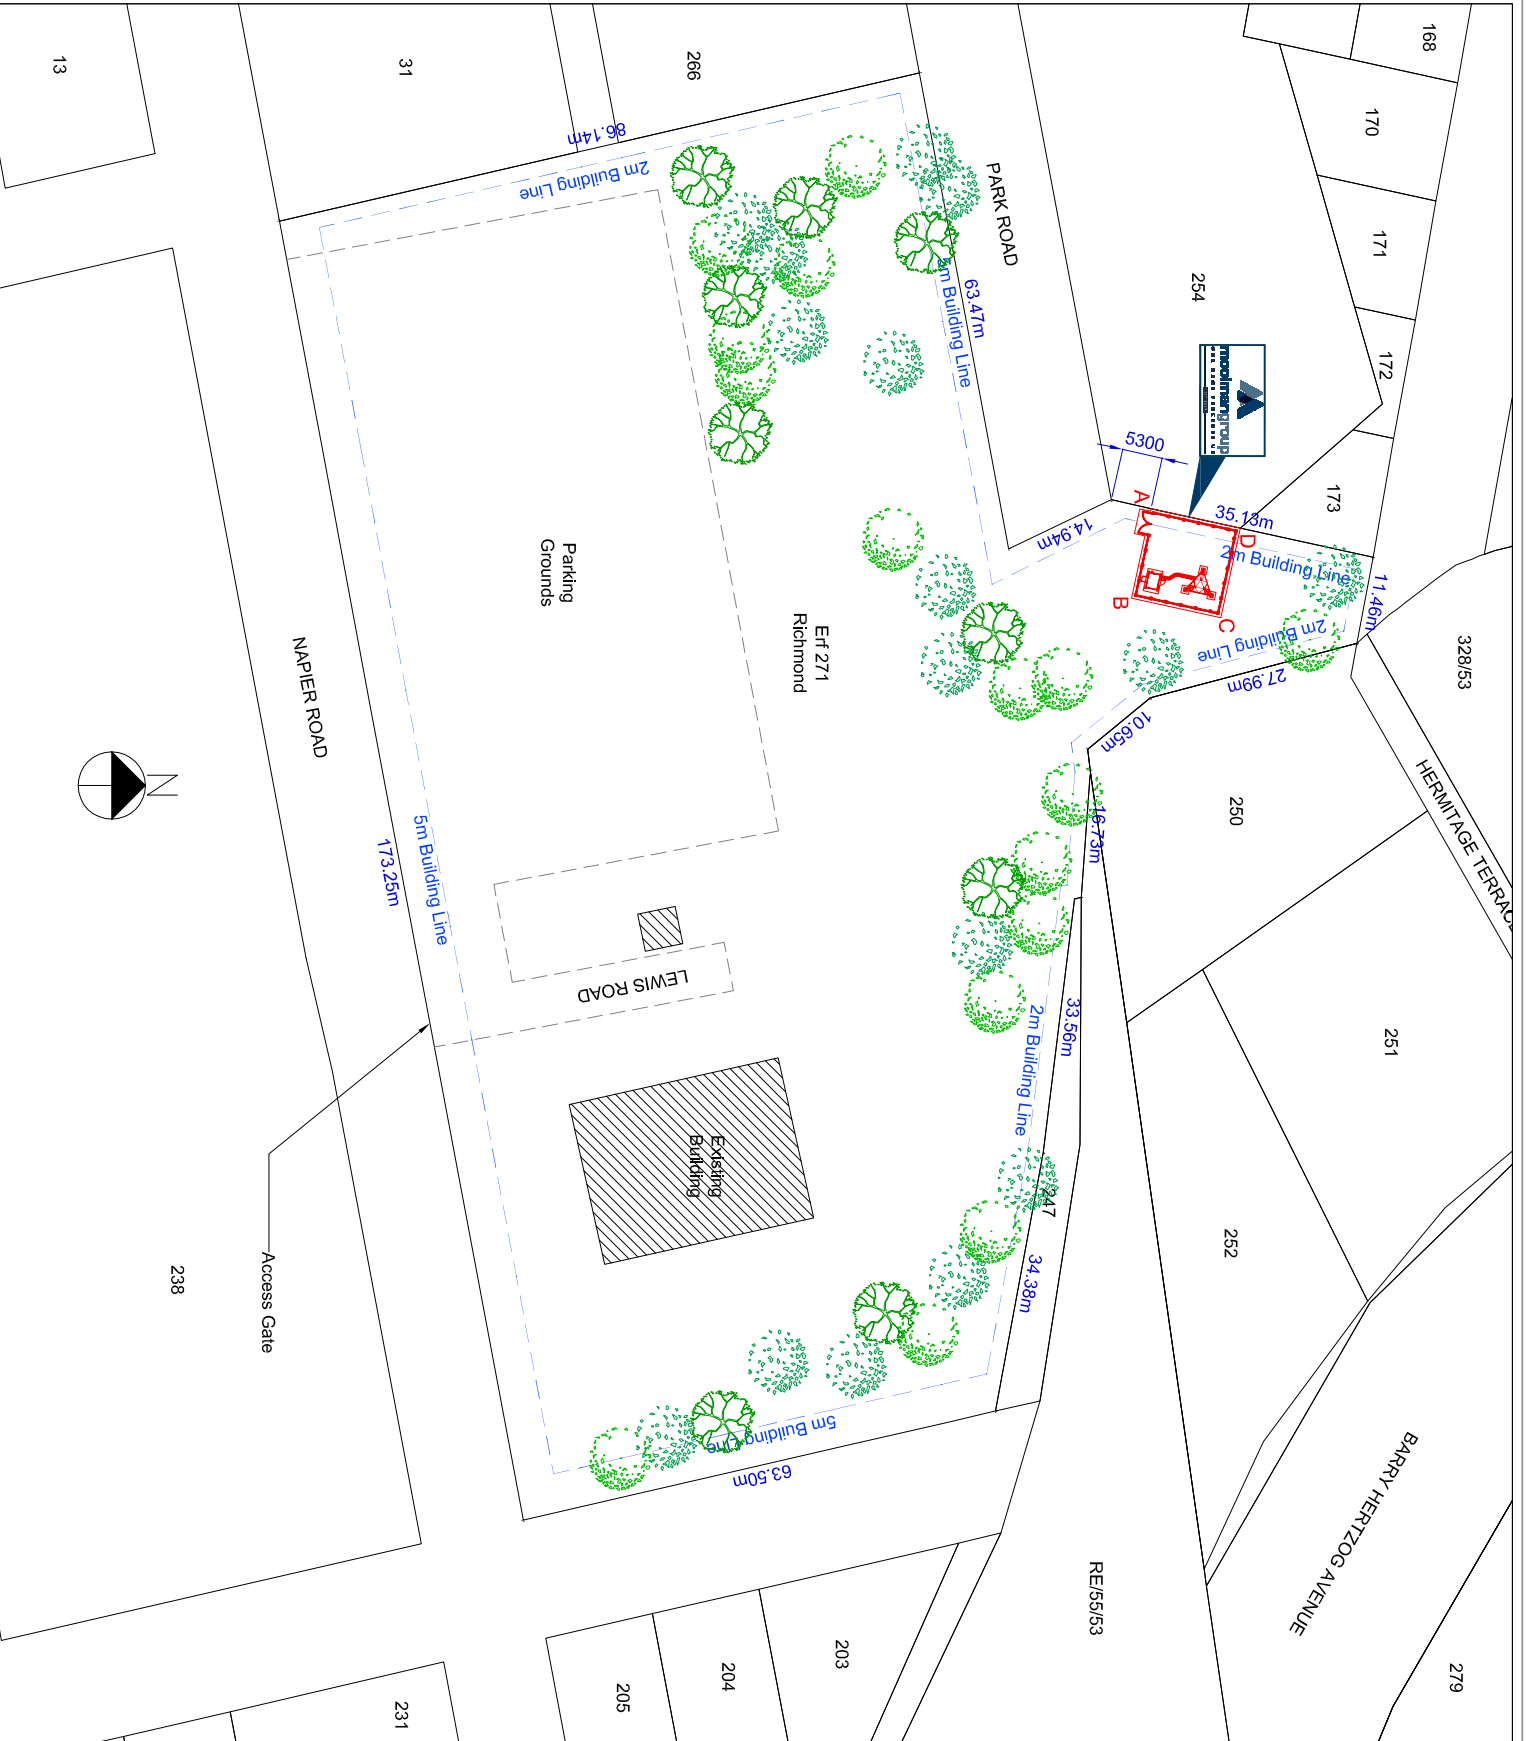 13
31
266
168
170
171
172
173
254
PARK ROAD
86.14m
2m Building Line
63.47m
m Building Line
moolmangroup
5300
A
D
B
C
35.13m
14.94m
2m Building Line
11.46m
2m Building Line
27.99m
10.65m
328/53
HERMITAGE TERRAC
Parking
Grounds
Erf 271
Richmond
NAPIER ROAD
N
5m Building Line
173.25m
16.73m
250
251
252
LEWIS ROAD
33.56m
2m Building Line
Existing
Building
247
34.38m
Access Gate
238
5m Building Line
63.50m
BARRY HERTZOG AVENUE
RE/55/53
279
203
204
205
231